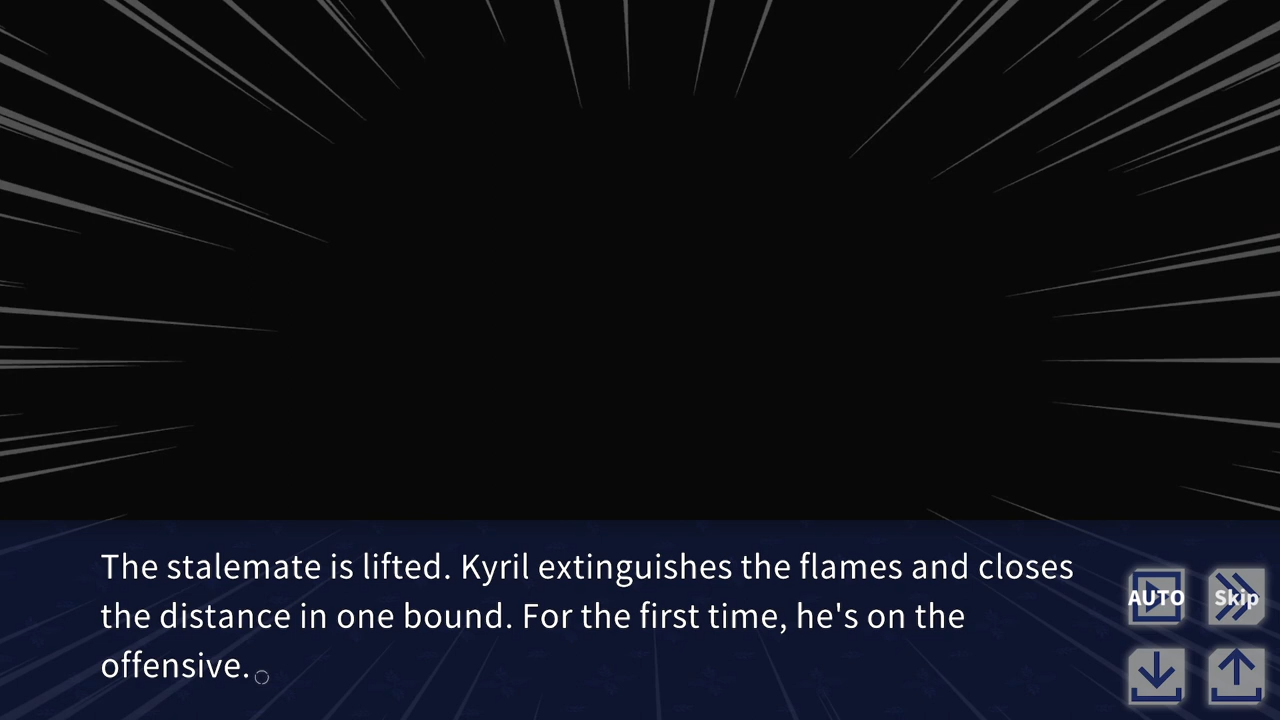 The stalemate is lifted. Kyril extinguishes the flames and closes
the distance in one bound. For the first time, he's on the
offensive.
AUTO
Skip